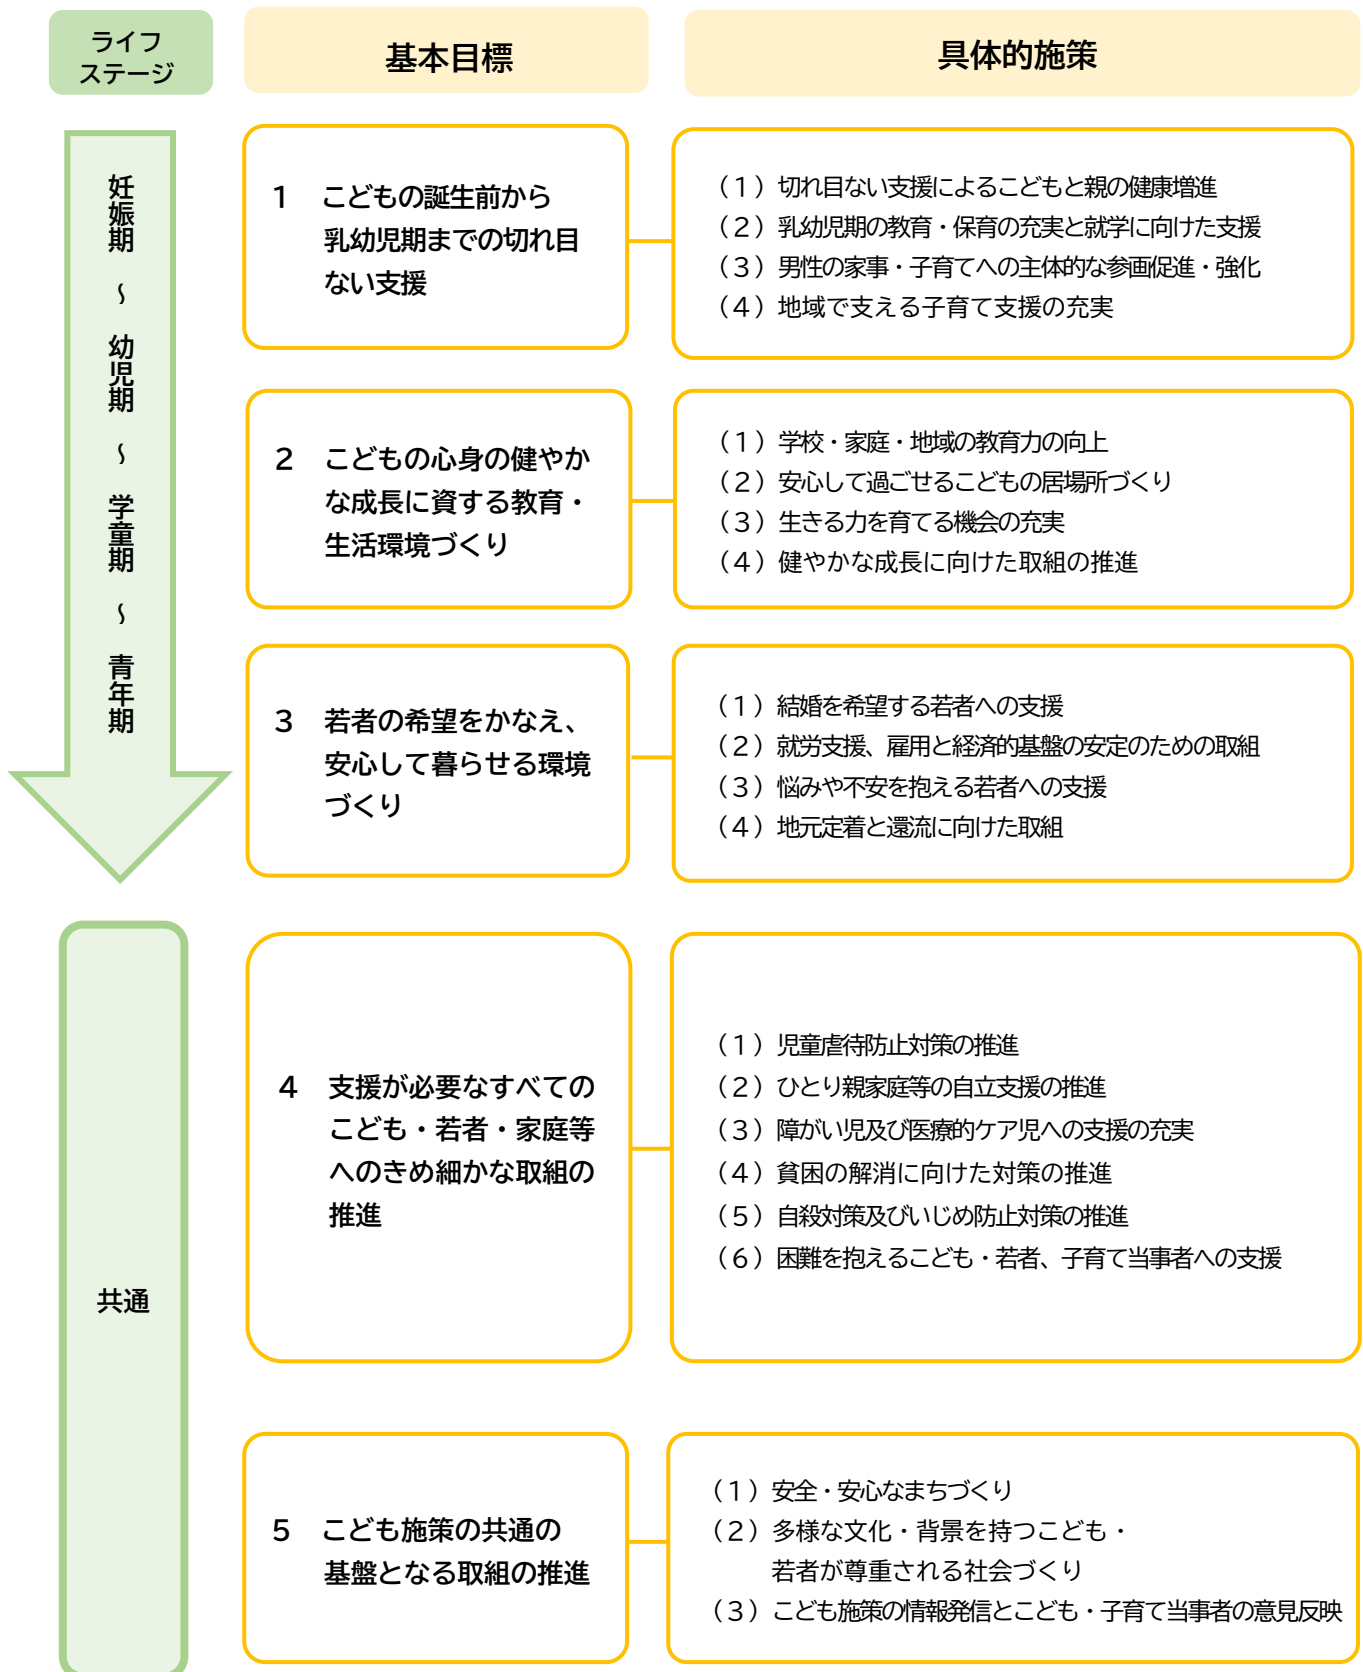 ライフ
ステージ
基本目標
具体的施策
妊娠期 ～ 幼児期 ～ 学童期 ～ 青年期
1 こどもの誕生前から
乳幼児期までの切れ目
ない支援
（1）切れ目ない支援によるこどもと親の健康増進
（2）乳幼児期の教育・保育の充実と就学に向けた支援
（3）男性の家事・子育てへの主体的な参画促進・強化
（4）地域で支える子育て支援の充実
2 こどもの心身の健やか
な成長に資する教育・
生活環境づくり
（1）学校・家庭・地域の教育力の向上
（2）安心して過ごせるこどもの居場所づくり
（3）生きる力を育てる機会の充実
（4）健やかな成長に向けた取組の推進
3 若者の希望をかなえ、
安心して暮らせる環境
づくり
（1）結婚を希望する若者への支援
（2）就労支援、雇用と経済的基盤の安定のための取組
（3）悩みや不安を抱える若者への支援
（4）地元定着と還流に向けた取組
共通
4 支援が必要なすべての
こども・若者・家庭等
へのきめ細かな取組の
推進
（1）児童虐待防止対策の推進
（2）ひとり親家庭等の自立支援の推進
（3）障がい児及び医療的ケア児への支援の充実
（4）貧困の解消に向けた対策の推進
（5）自殺対策及びいじめ防止対策の推進
（6）困難を抱えるこども・若者、子育て当事者への支援
5 こども施策の共通の
基盤となる取組の推進
（1）安全・安心なまちづくり
（2）多様な文化・背景を持つこども・
若者が尊重される社会づくり
（3）こども施策の情報発信とこども・子育て当事者の意見反映